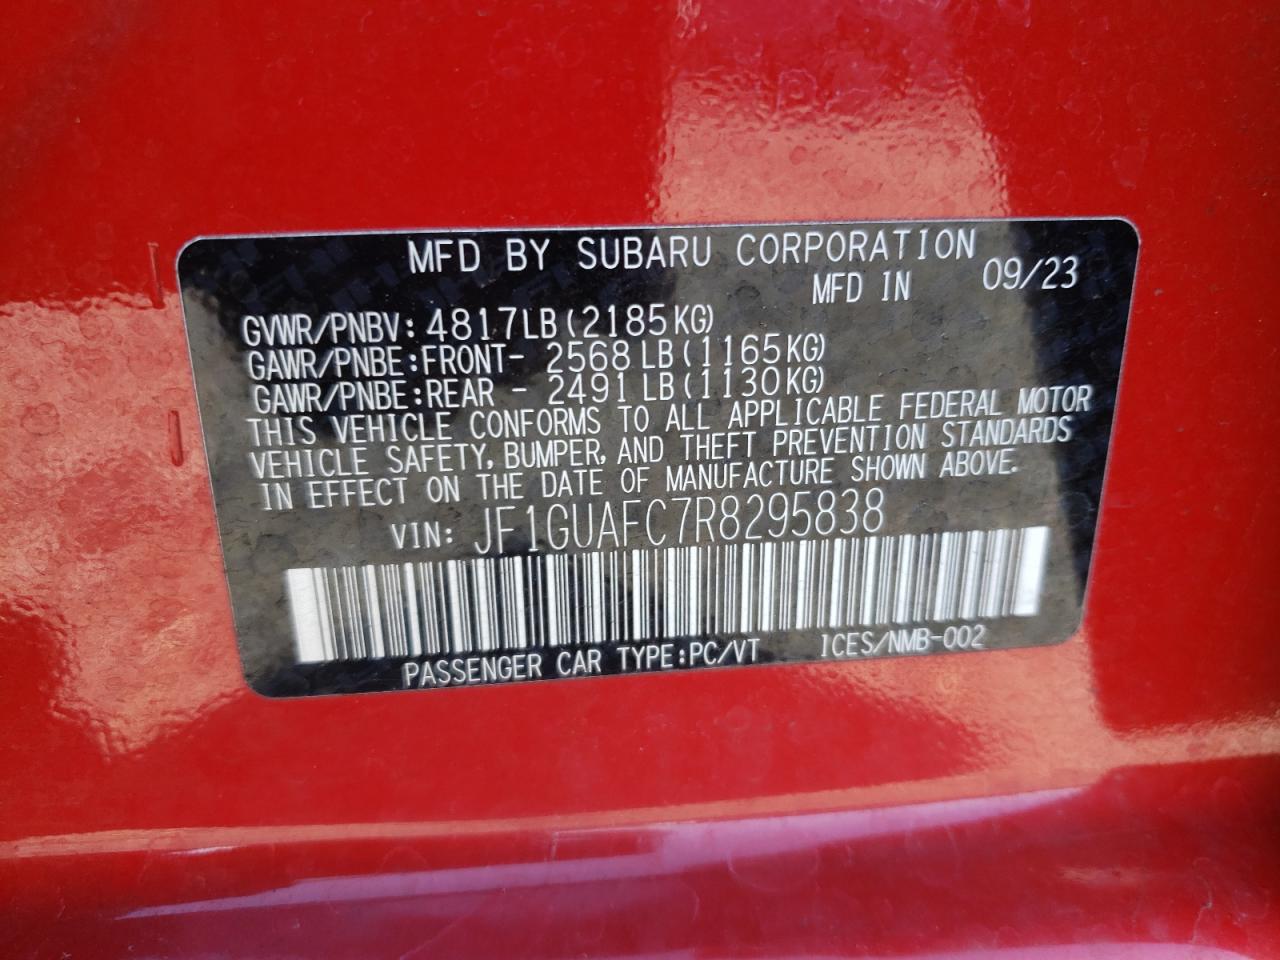 MFD BY SUBARU CORPORATION
MFD IN 09/23
GVWR/PNBV: 4817LB(2185KG)
GAWR/PNBE:FRONT- 2568LB(1165KG)
GAWR/PNBE:REAR - 2491LB(1130KG)
THIS VEHICLE CONFORMS TO ALL APPLICABLE FEDERAL MOTOR
VEHICLE SAFETY, BUMPER, AND THEFT PREVENTION STANDARDS
IN EFFECT ON THE DATE OF MANUFACTURE SHOWN ABOVE.
VIN: JF1GUAFC7R8295838
PASSENGER CAR TYPE:PC/VT ICES/NMB-002